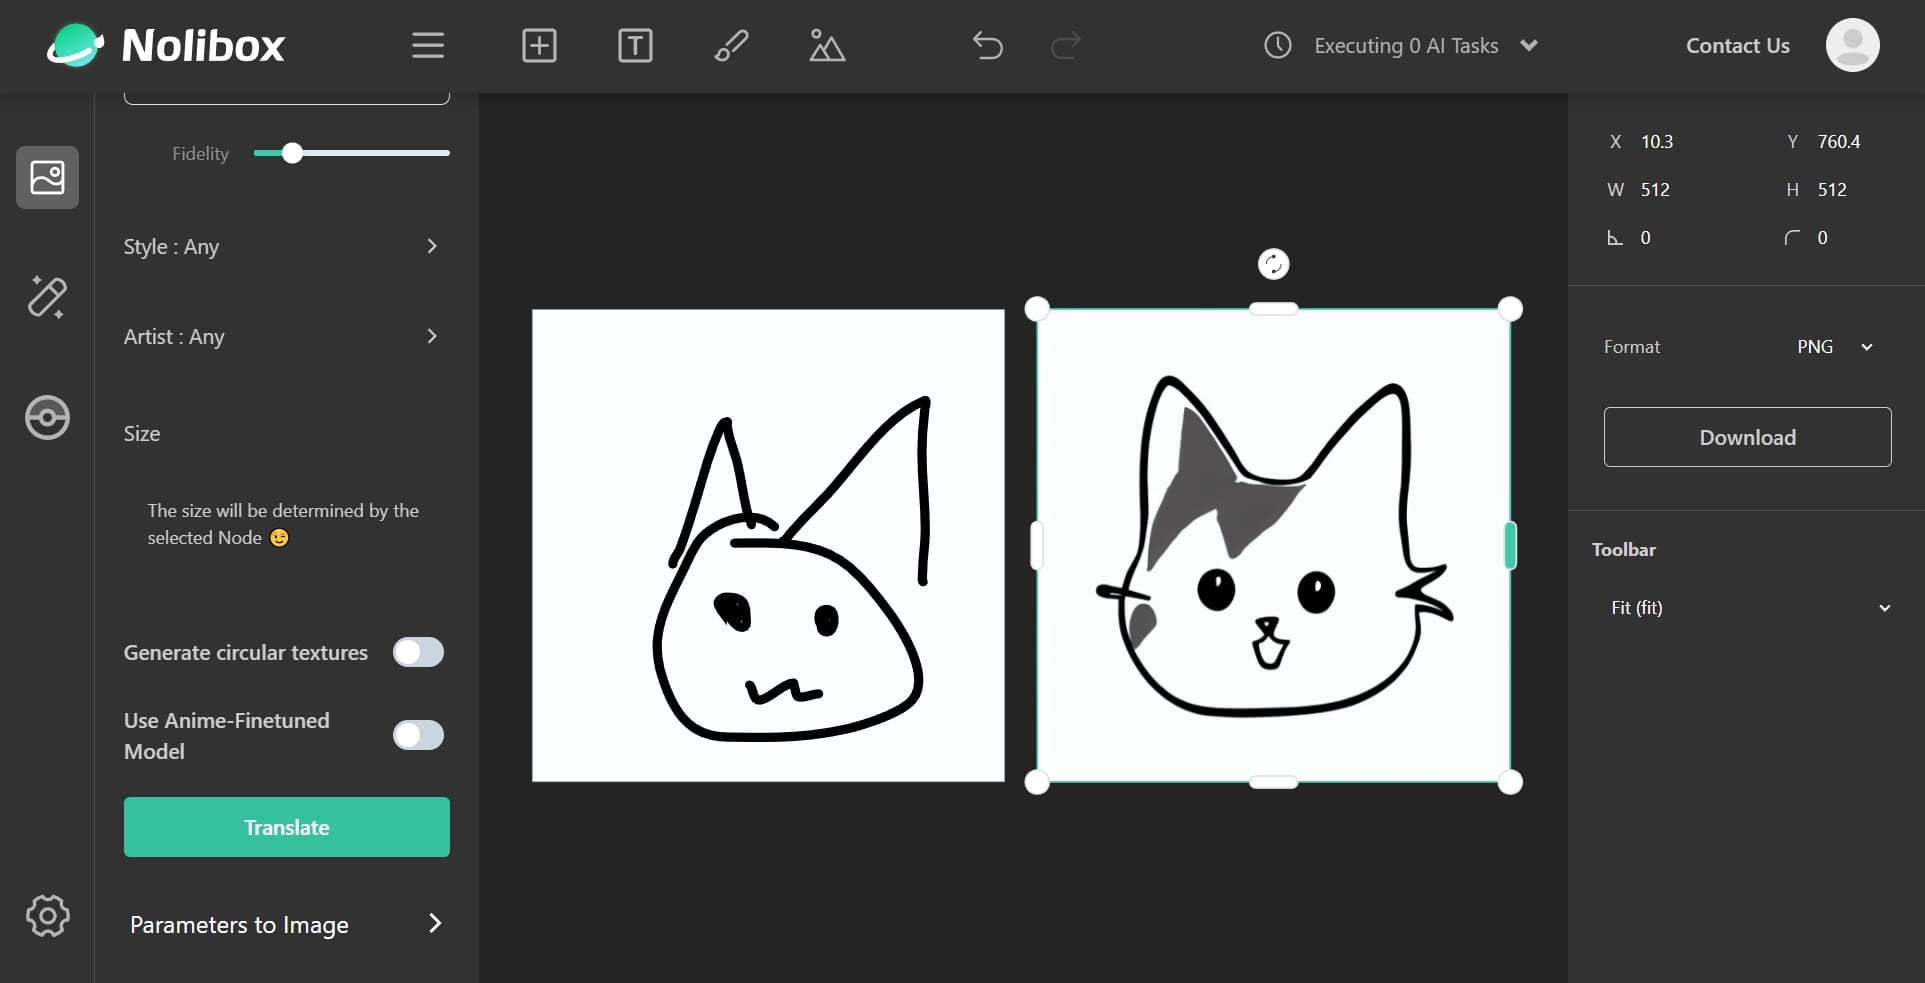 Nolibox
T
Executing 0 AI Tasks
Contact Us
Fidelity
Style : Any
Artist : Any
Size
The size will be determined by the
selected Node 😉
Generate circular textures
Use Anime-Finetuned
Model
Translate
Parameters to Image
X 10.3 Y 760.4
W 512 H 512
0 0
Format PNG
Download
Toolbar
Fit (fit)